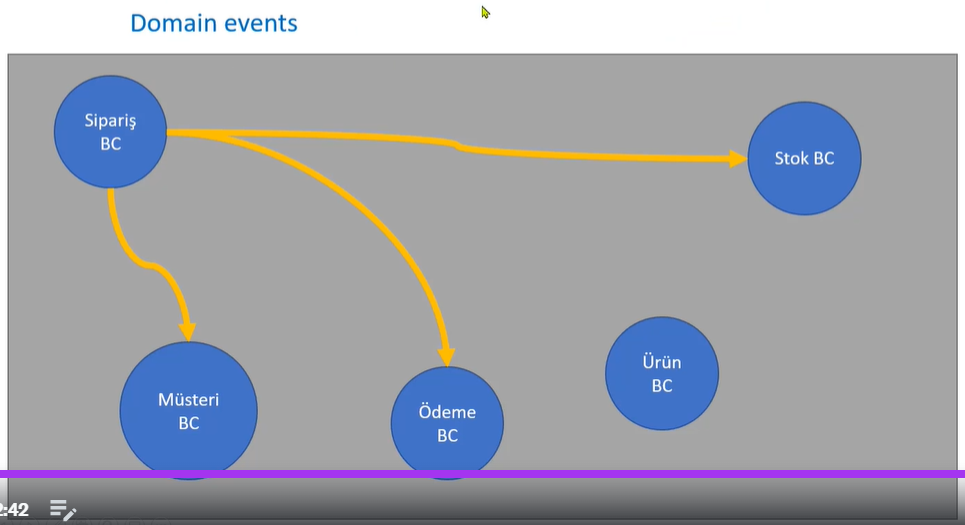 Domain events
Sipariş
BC
Stok BC
Ürün
BC
Müsteri
BC
Ödeme
BC
2:42